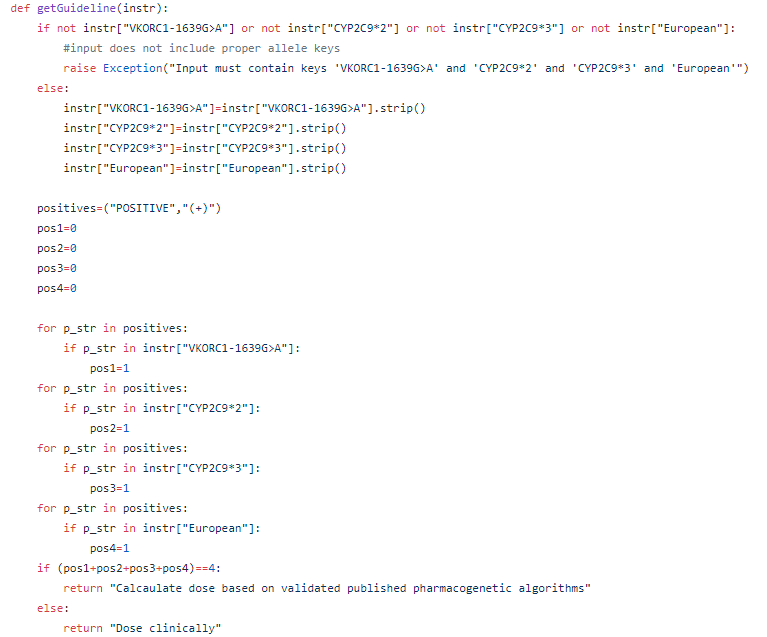 def getGuideline(instr):
    if not instr["VKORC1-1639G>A"] or not instr["CYP2C9*2"] or not instr["CYP2C9*3"] or not instr["European"]:
        #input does not include proper allele keys
        raise Exception("Input must contain keys 'VKORC1-1639G>A' and 'CYP2C9*2' and 'CYP2C9*3' and 'European'")
    else:
        instr["VKORC1-1639G>A"]=instr["VKORC1-1639G>A"].strip()
        instr["CYP2C9*2"]=instr["CYP2C9*2"].strip()
        instr["CYP2C9*3"]=instr["CYP2C9*3"].strip()
        instr["European"]=instr["European"].strip()

    positives=("POSITIVE","(+)")
    pos1=0
    pos2=0
    pos3=0
    pos4=0

    for p_str in positives:
        if p_str in instr["VKORC1-1639G>A"]:
            pos1=1
    for p_str in positives:
        if p_str in instr["CYP2C9*2"]:
            pos2=1
    for p_str in positives:
        if p_str in instr["CYP2C9*3"]:
            pos3=1
    for p_str in positives:
        if p_str in instr["European"]:
            pos4=1
    if (pos1+pos2+pos3+pos4)==4:
        return "Calcaulate dose based on validated published pharmacogenetic algorithms"
    else:
        return "Dose clinically"